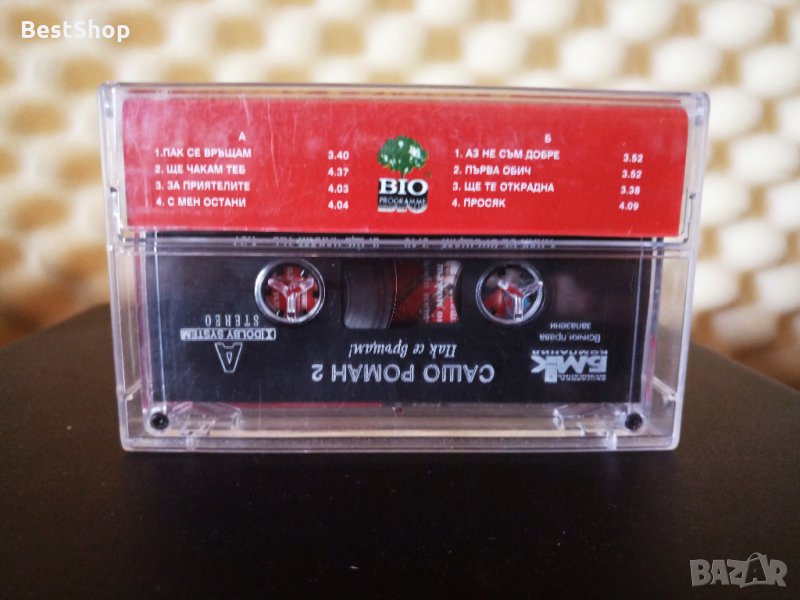 BestShop
А
1.ПАК СЕ ВРЪЩАМ 3.40
2. ЩЕ ЧАКАМ ТЕБ 4.37
3. ЗА ПРИЯТЕЛИТЕ 4.03
4. С МЕН ОСТАНИ 4.04
BIO
PROGRAMME
Б
1. АЗ НЕ СЪМ ДОБРЕ 3.52
2. ПЪРВА ОБИЧ 3.52
3. ЩЕ ТЕ ОТКРАДНА 3.38
4. ПРОСЯК 4.09
БМК
КОМПАНИЯ
Всички права
запазени
САШО РОМАН 2
Пак се връщам!
A
DOLBY SYSTEM
STEREO
BAZAR